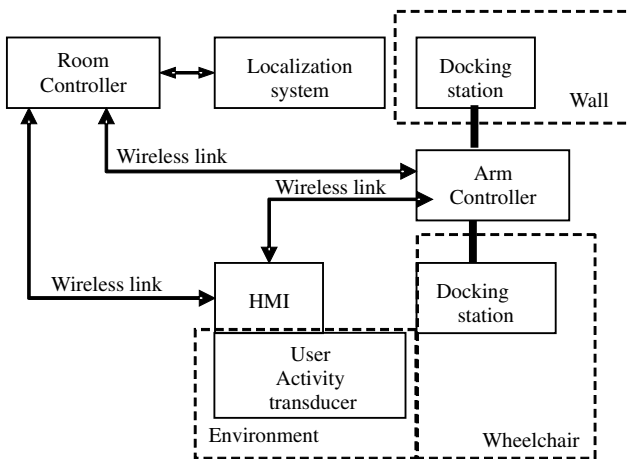 Room
Controller
Localization
system
Docking
station
Wall
Wireless link
Wireless link
Arm
Controller
Wireless link
HMI
Docking
station
User
Activity
transducer
Environment
Wheelchair